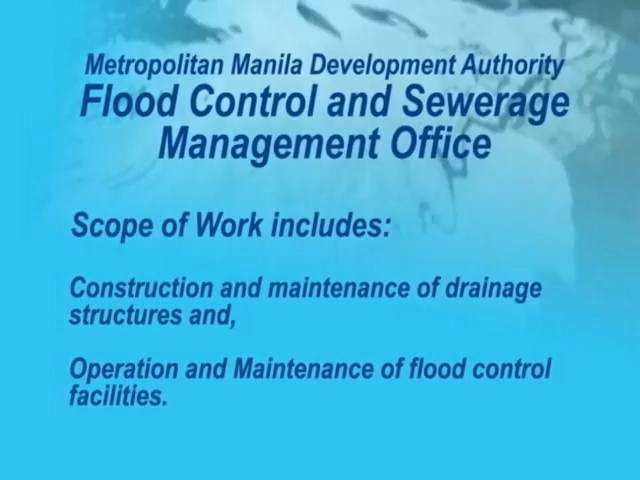 Metropolitan Manila Development Authority
Flood Control and Sewerage
Management Office
Scope of Work includes:
Construction and maintenance of drainage
structures and,
Operation and Maintenance of flood control
facilities.